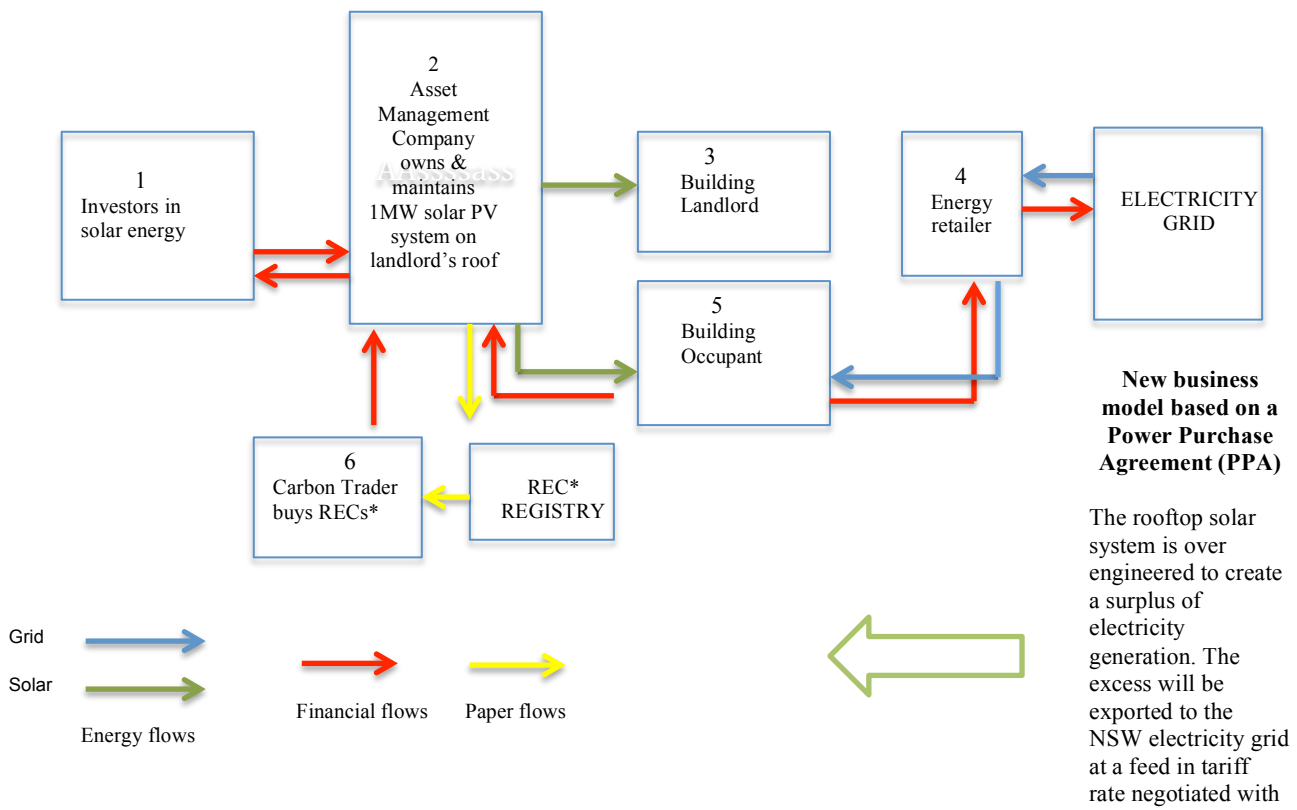 1
Investors in
solar energy
2
Asset
Management
Company
owns &
maintains
1MW solar PV
system on
landlord's roof
3
Building
Landlord
4
Energy
retailer
ELECTRICITY
GRID
5
Building
Occupant
6
Carbon Trader
buys RECs*
REC*
REGISTRY
New business
model based on a
Power Purchase
Agreement (PPA)
The rooftop solar
system is over
engineered to create
a surplus of
electricity
generation. The
excess will be
exported to the
NSW electricity grid
at a feed in tariff
rate negotiated with
Grid
Solar
Energy flows
Financial flows
Paper flows